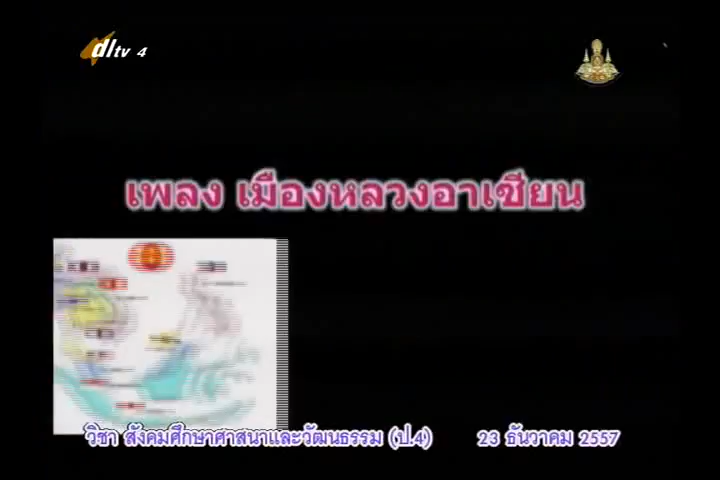 dltv 4
เพลง เมืองหลวงอาเซียน
วิชา สังคมศึกษาศาสนาและวัฒนธรรม (ป.4) 23 ธันวาคม 2557